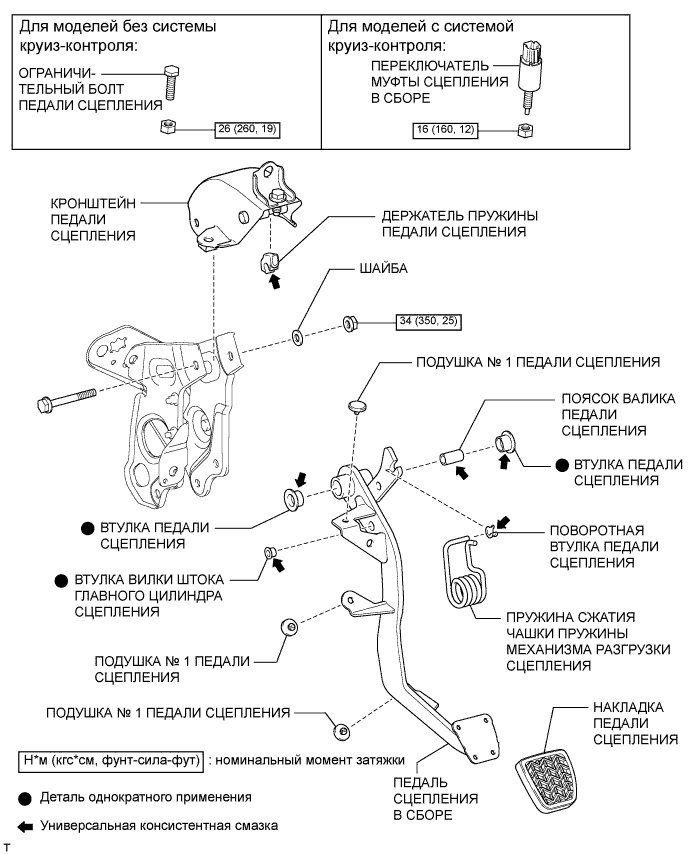 Для моделей без системы
круиз-контроля:
ОГРАНИЧИ-
ТЕЛЬНЫЙ БОЛТ
ПЕДАЛИ СЦЕПЛЕНИЯ
26 (260, 19)
Для моделей с системой
круиз-контроля:
ПЕРЕКЛЮЧАТЕЛЬ
МУФТЫ СЦЕПЛЕНИЯ
В СБОРЕ
16 (160, 12)
КРОНШТЕЙН
ПЕДАЛИ
СЦЕПЛЕНИЯ
ДЕРЖАТЕЛЬ ПРУЖИНЫ
ПЕДАЛИ СЦЕПЛЕНИЯ
ШАЙБА
34 (350, 25)
ПОДУШКА № 1 ПЕДАЛИ СЦЕПЛЕНИЯ
ПОЯСОК ВАЛИКА
ПЕДАЛИ
СЦЕПЛЕНИЯ
ВТУЛКА ПЕДАЛИ
СЦЕПЛЕНИЯ
ВТУЛКА ПЕДАЛИ
СЦЕПЛЕНИЯ
ПОВОРОТНАЯ
ВТУЛКА ПЕДАЛИ
СЦЕПЛЕНИЯ
ВТУЛКА ВИЛКИ ШТОКА
ГЛАВНОГО ЦИЛИНДРА
СЦЕПЛЕНИЯ
ПРУЖИНА СЖАТИЯ
ЧАШКИ ПРУЖИНЫ
МЕХАНИЗМА РАЗГРУЗКИ
СЦЕПЛЕНИЯ
ПОДУШКА № 1 ПЕДАЛИ
СЦЕПЛЕНИЯ
ПОДУШКА № 1 ПЕДАЛИ СЦЕПЛЕНИЯ
НАКЛАДКА
ПЕДАЛИ
СЦЕПЛЕНИЯ
Н*м (кгс*см, фунт-сила-фут) : номинальный момент затяжки
ПЕДАЛЬ
СЦЕПЛЕНИЯ
В СБОРЕ
Деталь однократного применения
Универсальная консистентная смазка
T